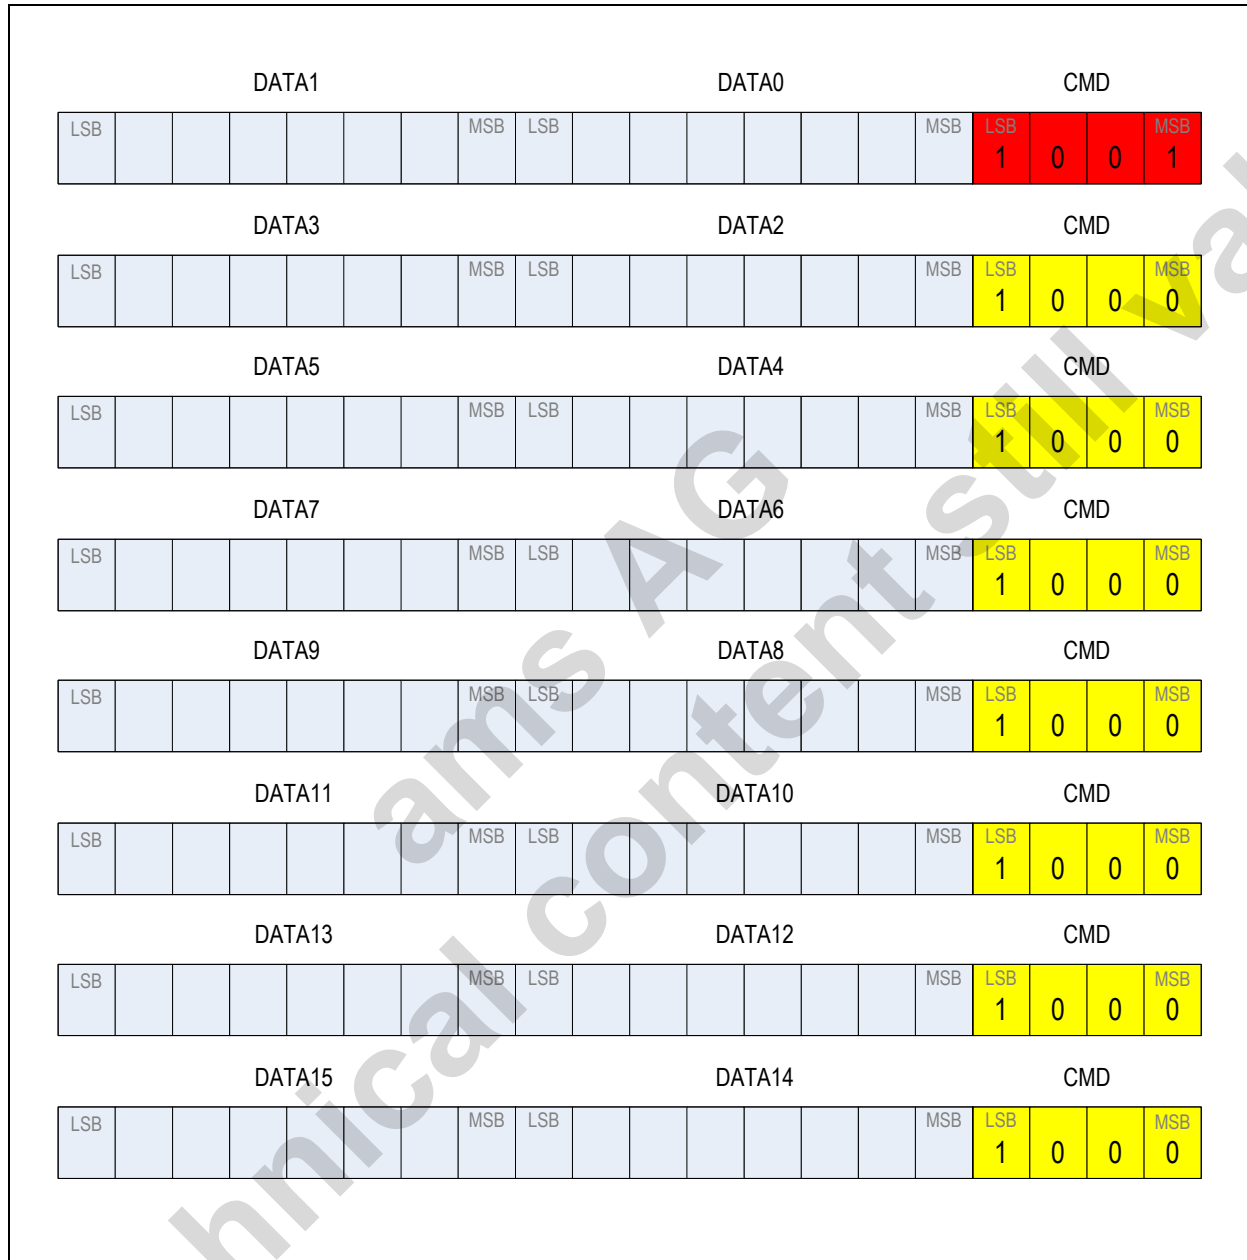 DATA1 DATA0 CMD
LSB MSB LSB MSB LSB MSB
1 0 0 1
DATA3 DATA2 CMD
LSB MSB LSB MSB LSB MSB
1 0 0 0
DATA5 DATA4 CMD
LSB MSB LSB MSB LSB MSB
1 0 0 0
DATA7 DATA6 CMD
LSB MSB LSB MSB LSB MSB
1 0 0 0
DATA9 DATA8 CMD
LSB MSB LSB MSB LSB MSB
1 0 0 0
DATA11 DATA10 CMD
LSB MSB LSB MSB LSB MSB
1 0 0 0
DATA13 DATA12 CMD
LSB MSB LSB MSB LSB MSB
1 0 0 0
DATA15 DATA14 CMD
LSB MSB LSB MSB LSB MSB
1 0 0 0
ams AG
hnical content still val